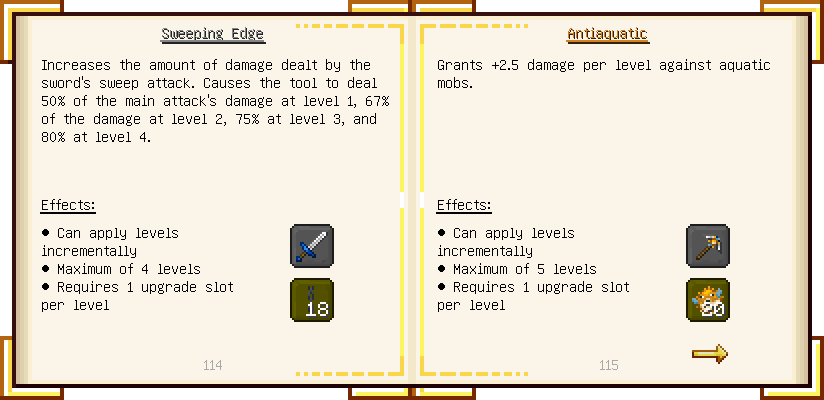 Sweeping Edge
Increases the amount of damage dealt by the
sword's sweep attack. Causes the tool to deal
50% of the main attack's damage at level 1, 67%
of the damage at level 2, 75% at level 3, and
80% at level 4.
Effects:
● Can apply levels
incrementally
● Maximum of 4 levels
● Requires 1 upgrade slot
per level
18
114
Antiaquatic
Grants +2.5 damage per level against aquatic
mobs.
Effects:
● Can apply levels
incrementally
● Maximum of 5 levels
● Requires 1 upgrade slot
per level
20
115